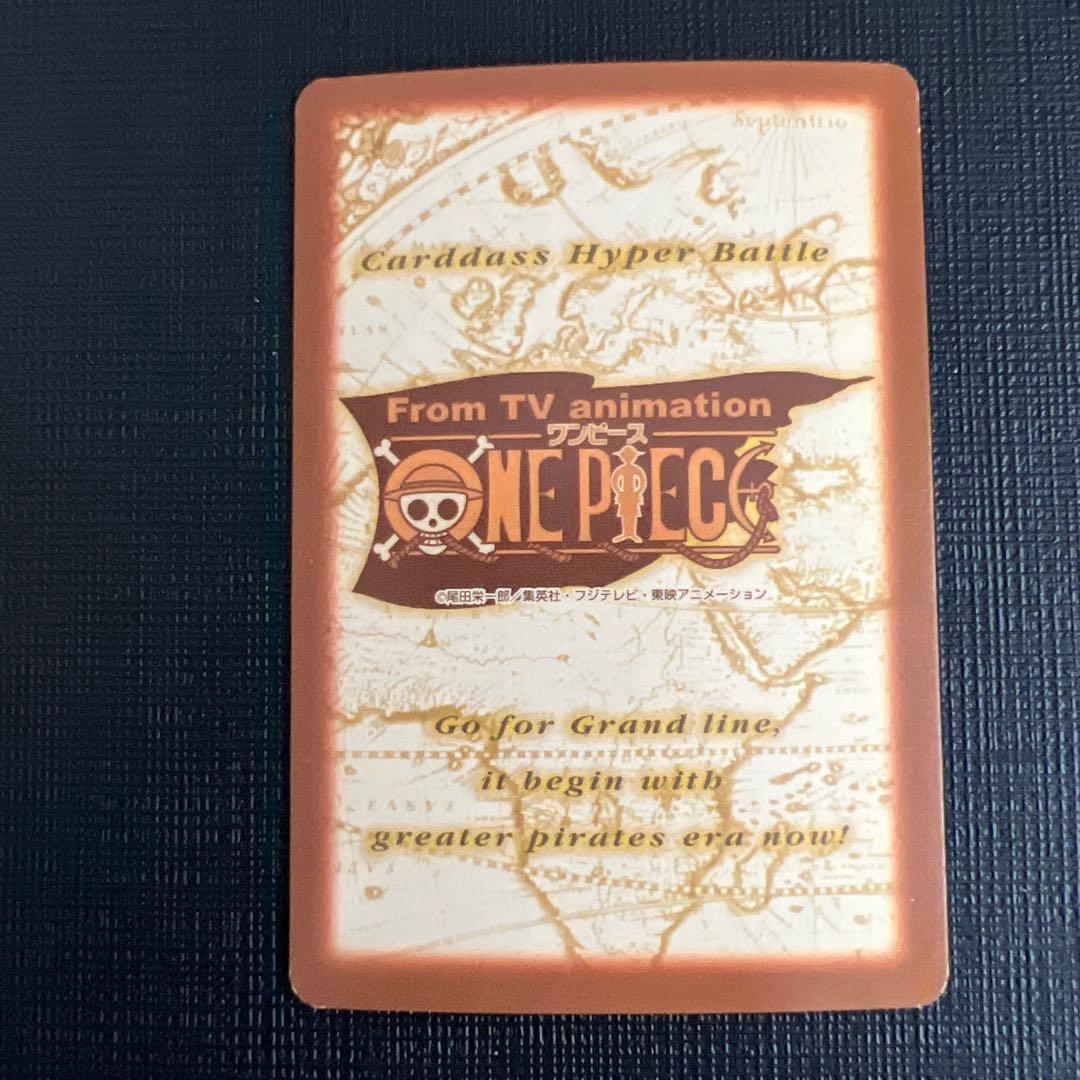 Septentrio
Carddass Hyper Battle
From TV animation
ワンピース
ONE PIECE
©尾田栄一郎/集英社・フジテレビ・東映アニメーション
Go for Grand line,
it begin with
greater pirates era now!